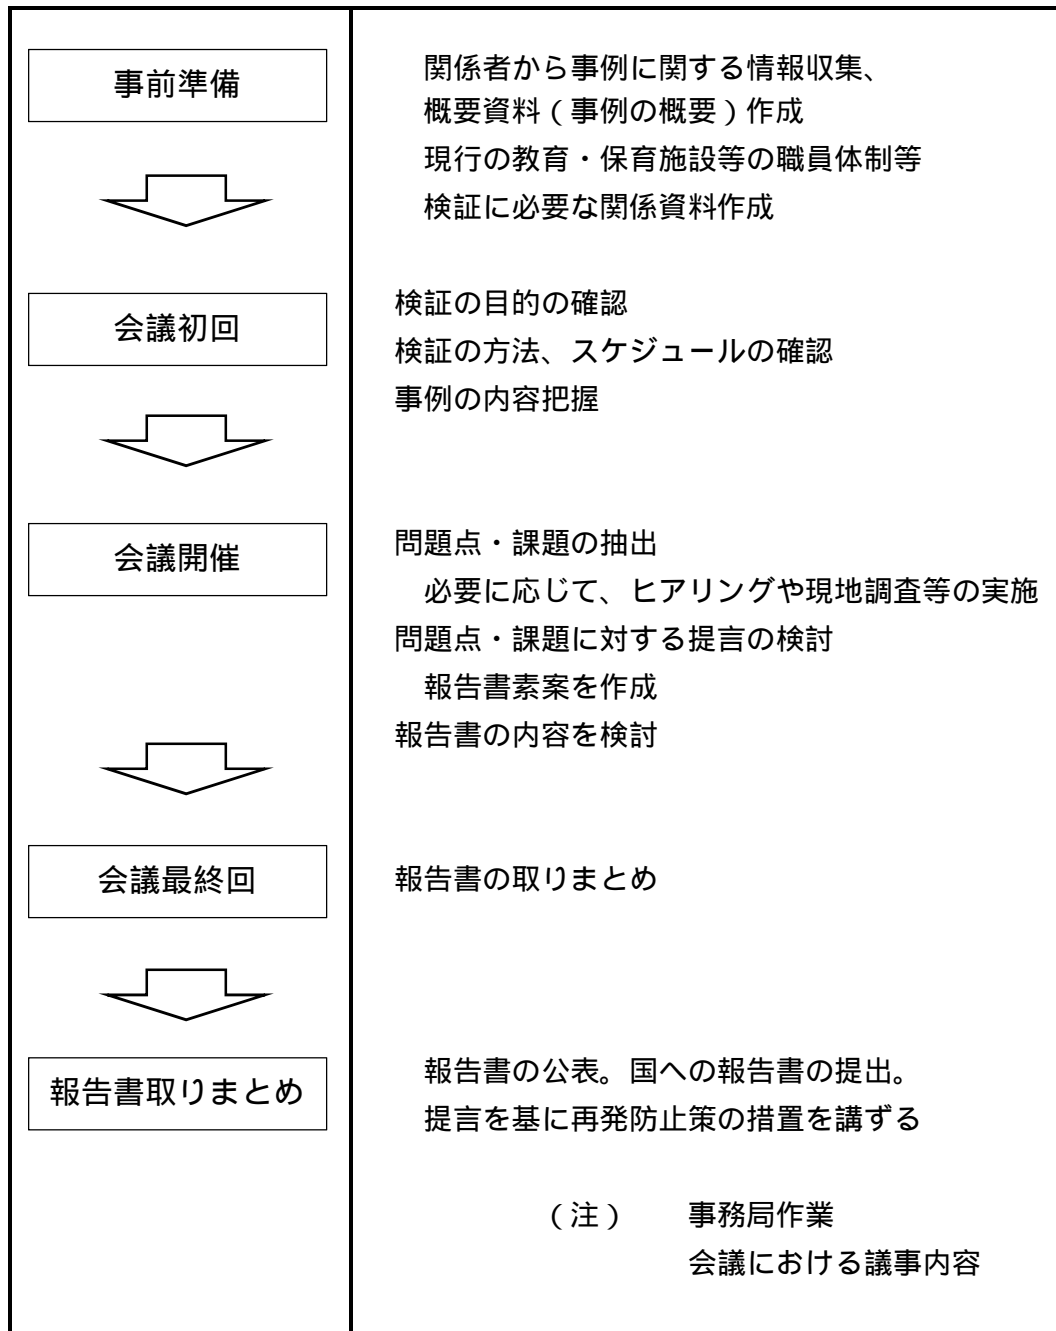 事前準備
関係者から事例に関する情報収集、
概要資料（事例の概要）作成
現行の教育・保育施設等の職員体制等
検証に必要な関係資料作成
会議初回
検証の目的の確認
検証の方法、スケジュールの確認
事例の内容把握
会議開催
問題点・課題の抽出
必要に応じて、ヒアリングや現地調査等の実施
問題点・課題に対する提言の検討
報告書素案を作成
報告書の内容を検討
会議最終回
報告書の取りまとめ
報告書取りまとめ
報告書の公表。国への報告書の提出。
提言を基に再発防止策の措置を講ずる
（注）　事務局作業
会議における議事内容